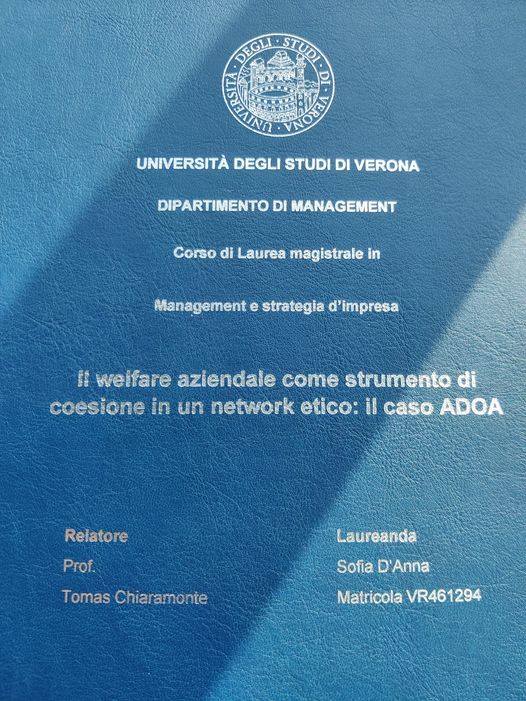 UNIVERSITÀ · DEGLI · STUDI · DI · VERONA
UNIVERSITÀ DEGLI STUDI DI VERONA
DIPARTIMENTO DI MANAGEMENT
Corso di Laurea magistrale in
Management e strategia d'impresa
Il welfare aziendale come strumento di
coesione in un network etico: il caso ADOA
Relatore
Laureanda
Prof.
Sofia D'Anna
Tomas Chiaramonte
Matricola VR461294